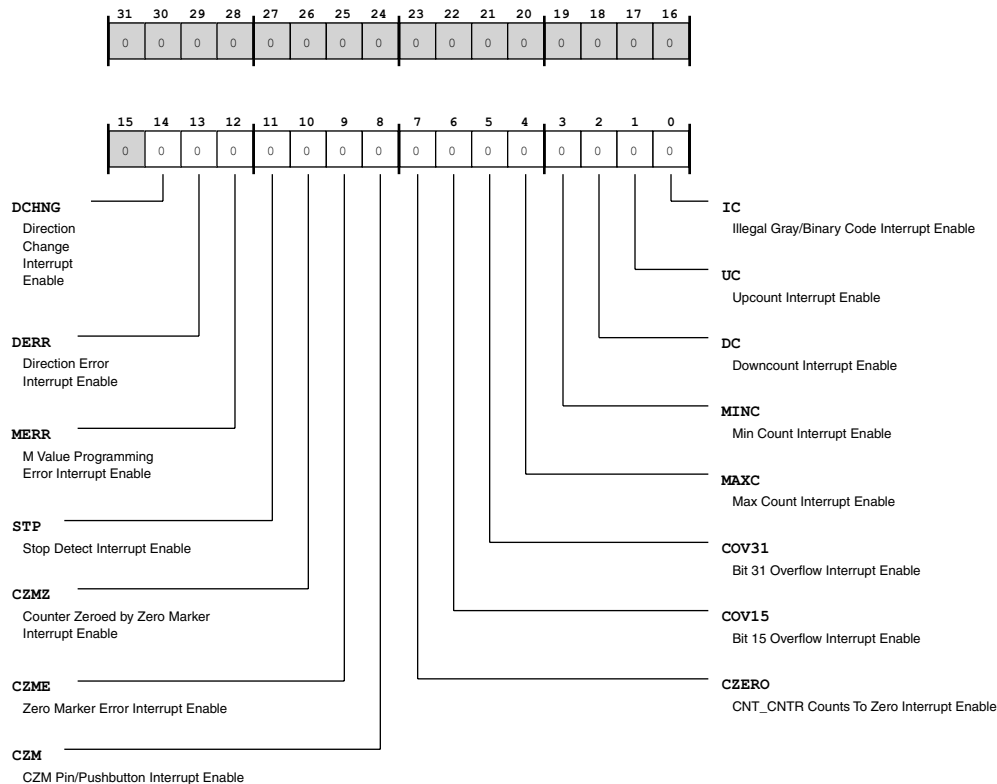 31 30 29 28 27 26 25 24 23 22 21 20 19 18 17 16
0 0 0 0 0 0 0 0 0 0 0 0 0 0 0 0
15 14 13 12 11 10 9 8 7 6 5 4 3 2 1 0
0 0 0 0 0 0 0 0 0 0 0 0 0 0 0 0
DCHNG
Direction
Change
Interrupt
Enable
DERR
Direction Error
Interrupt Enable
MERR
M Value Programming
Error Interrupt Enable
STP
Stop Detect Interrupt Enable
CZMZ
Counter Zeroed by Zero Marker
Interrupt Enable
CZME
Zero Marker Error Interrupt Enable
CZM
CZM Pin/Pushbutton Interrupt Enable
IC
Illegal Gray/Binary Code Interrupt Enable
UC
Upcount Interrupt Enable
DC
Downcount Interrupt Enable
MINC
Min Count Interrupt Enable
MAXC
Max Count Interrupt Enable
COV31
Bit 31 Overflow Interrupt Enable
COV15
Bit 15 Overflow Interrupt Enable
CZERO
CNT_CNTR Counts To Zero Interrupt Enable